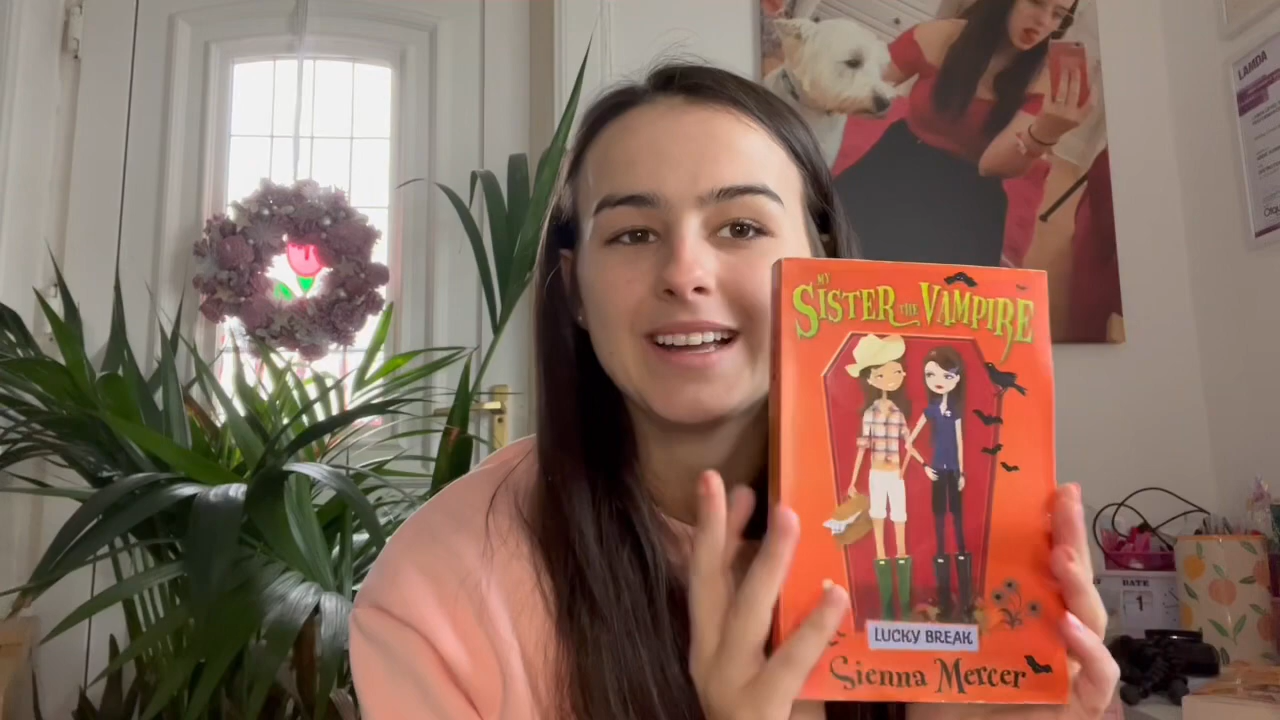 LAMDA
MY
SISTER THE VAMPIRE
LUCKY BREAK
Sienna Mercer
DATE
1